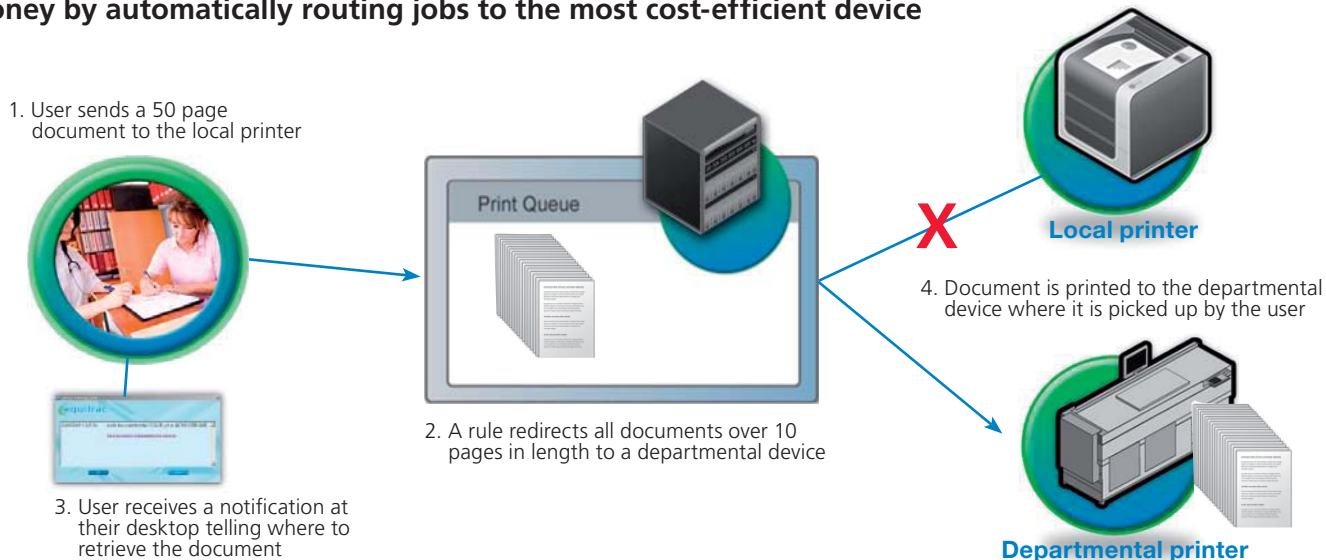 oney by automatically routing jobs to the most cost-efficient device
1. User sends a 50 page
document to the local printer
Print Queue
X
Local printer
4. Document is printed to the departmental
device where it is picked up by the user
2. A rule redirects all documents over 10
pages in length to a departmental device
equitrac
3. User receives a notification at
their desktop telling where to
retrieve the document
Departmental printer